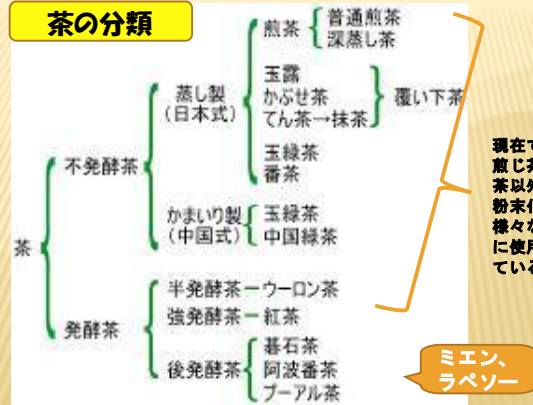 茶の分類
煎茶
普通煎茶
深蒸し茶
蒸し製
(日本式)
玉露
かぶせ茶
てん茶→抹茶
覆い下茶
玉緑茶
番茶
不発酵茶
かまいり製
(中国式)
玉緑茶
中国緑茶
茶
発酵茶
半発酵茶ーウーロン茶
強発酵茶ー紅茶
後発酵茶
碁石茶
阿波番茶
プーアル茶
現在で
煎じ
茶以外
粉末
様々な
に使用
ている
ミエン、
ラペソー